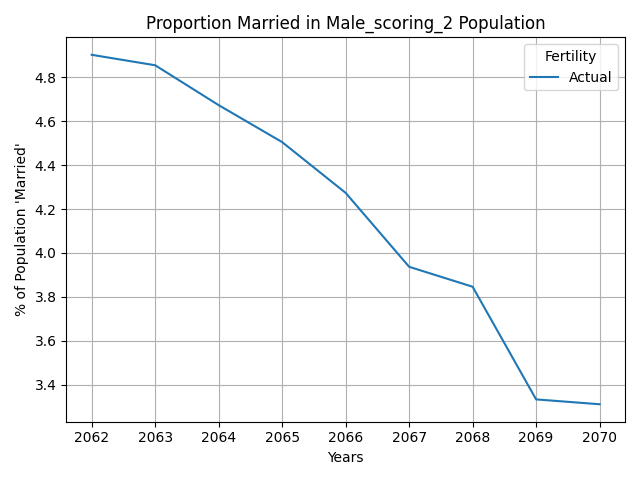 Proportion Married in Male_scoring_2 Population
Fertility
Actual
% of Population 'Married'
4.8
4.6
4.4
4.2
4.0
3.8
3.6
3.4
2062 2063 2064 2065 2066 2067 2068 2069 2070
Years